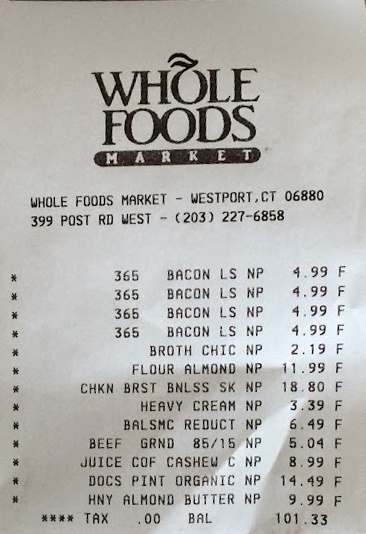 WHOLE
FOODS
MARKET
WHOLE FOODS MARKET - WESTPORT,CT 06880
399 POST RD WEST - (203) 227-6858
* 365 BACON LS NP 4.99 F
* 365 BACON LS NP 4.99 F
* 365 BACON LS NP 4.99 F
* 365 BACON LS NP 4.99 F
* BROTH CHIC NP 2.19 F
* FLOUR ALMOND NP 11.99 F
* CHKN BRST BNLSS SK NP 18.80 F
* HEAVY CREAM NP 3.39 F
* BALSMC REDUCT NP 6.49 F
* BEEF GRND 85/15 NP 5.04 F
* JUICE COF CASHEW C NP 8.99 F
* DOCS PINT ORGANIC NP 14.49 F
* HNY ALMOND BUTTER NP 9.99 F
**** TAX .00 BAL 101.33